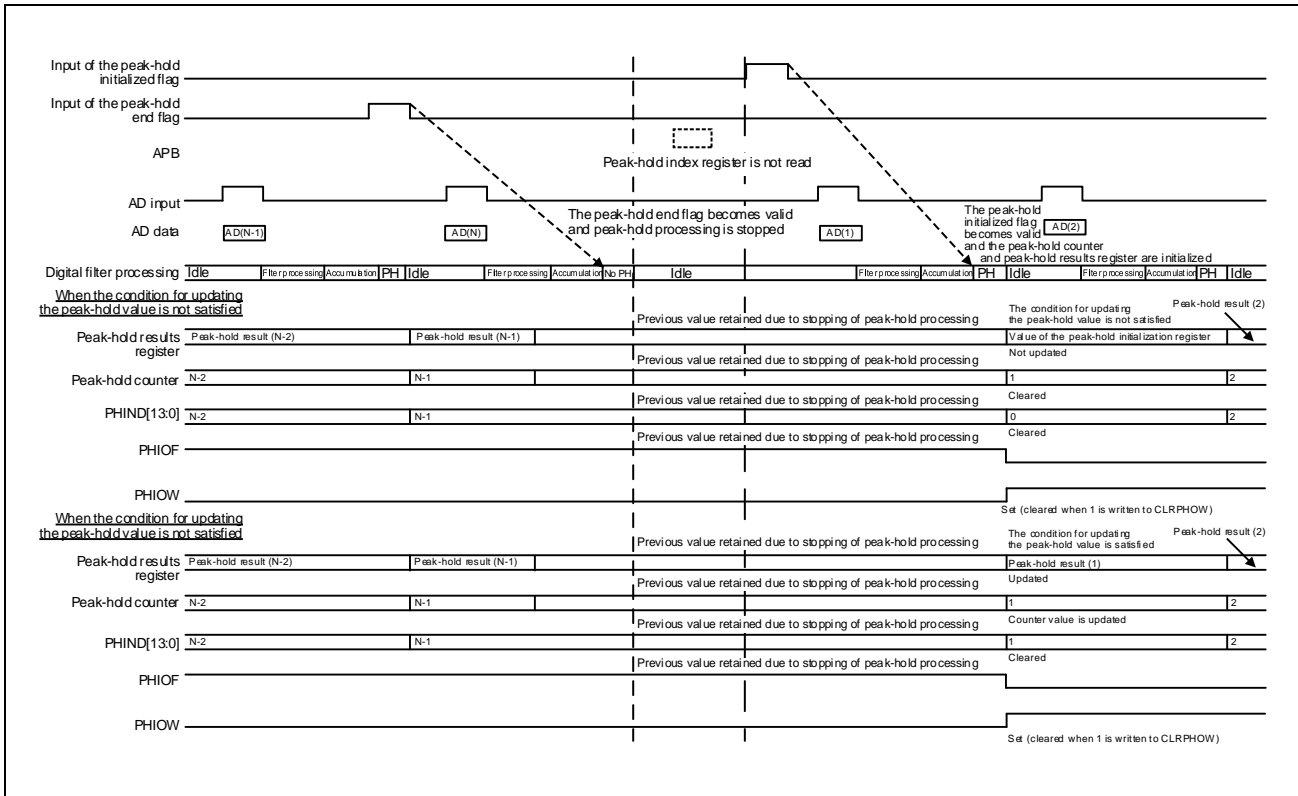 Input of the peak-hold
initialized flag
Input of the peak-hold
end flag
APB
Peak-hold index register is not read
AD input
The peak-hold end flag becomes valid
and peak-hold processing is stopped
The peak-hold
initialized flag
becomes valid
and the peak-hold counter
and peak-hold results register are initialized
AD data AD(N-1) AD(N) AD(1) AD(2)
Digital filter processing Idle Filter processing Accumulation PH Idle Filter processing Accumulation No PH Idle Filter processing Accumulation PH Idle Filter processing Accumulation PH Idle
When the condition for updating
the peak-hold value is not satisfied
Previous value retained due to stopping of peak-hold processing
The condition for updating
the peak-hold value is not satisfied
Peak-hold result (2)
Peak-hold results
register
Peak-hold result (N-2) Peak-hold result (N-1) Value of the peak-hold initialization register
Previous value retained due to stopping of peak-hold processing Not updated
Peak-hold counter N-2 N-1 1 2
Previous value retained due to stopping of peak-hold processing Cleared
PHIND[13:0] N-2 N-1 0 2
Previous value retained due to stopping of peak-hold processing Cleared
PHIOF
PHIOW
Set (cleared when 1 is written to CLRPHOW)
When the condition for updating
the peak-hold value is not satisfied
Previous value retained due to stopping of peak-hold processing
The condition for updating
the peak-hold value is satisfied
Peak-hold result (2)
Peak-hold results
register
Peak-hold result (N-2) Peak-hold result (N-1) Peak-hold result (1)
Previous value retained due to stopping of peak-hold processing Updated
Peak-hold counter N-2 N-1 1 2
Previous value retained due to stopping of peak-hold processing Counter value is updated
PHIND[13:0] N-2 N-1 1 2
Previous value retained due to stopping of peak-hold processing Cleared
PHIOF
PHIOW
Set (cleared when 1 is written to CLRPHOW)